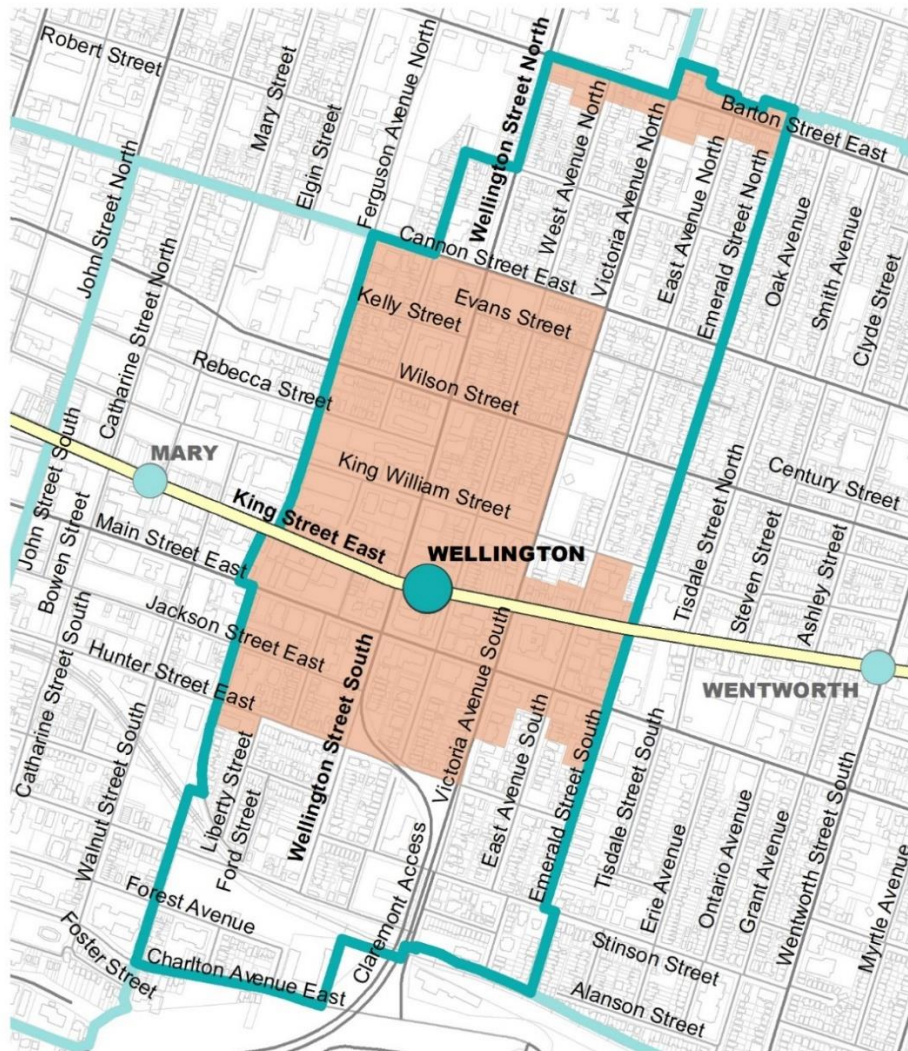 Robert Street
Mary Street
Elgin Street
Ferguson Avenue North
Wellington Street North
West Avenue North
Victoria Avenue North
East Avenue North
Emerald Street North
Barton Street East
Oak Avenue
Smith Avenue
Clyde Street
John Street North
Catharine Street North
Cannon Street East
Kelly Street
Evans Street
Rebecca Street
Wilson Street
King William Street
Century Street
Tisdale Street North
Steven Street
Ashley Street
MARY
King Street East
WELLINGTON
WENTWORTH
John Street South
Bowen Street
Main Street East
Jackson Street East
Hunter Street East
Catharine Street South
Walnut Street South
Liberty Street
Ford Street
Wellington Street South
Victoria Avenue South
East Avenue South
Emerald Street South
Tisdale Street South
Erie Avenue
Ontario Avenue
Grant Avenue
Wentworth Street South
Myrtle Avenue
Claremont Access
Forest Avenue
Foster Street
Charlton Avenue East
Stinson Street
Alanson Street